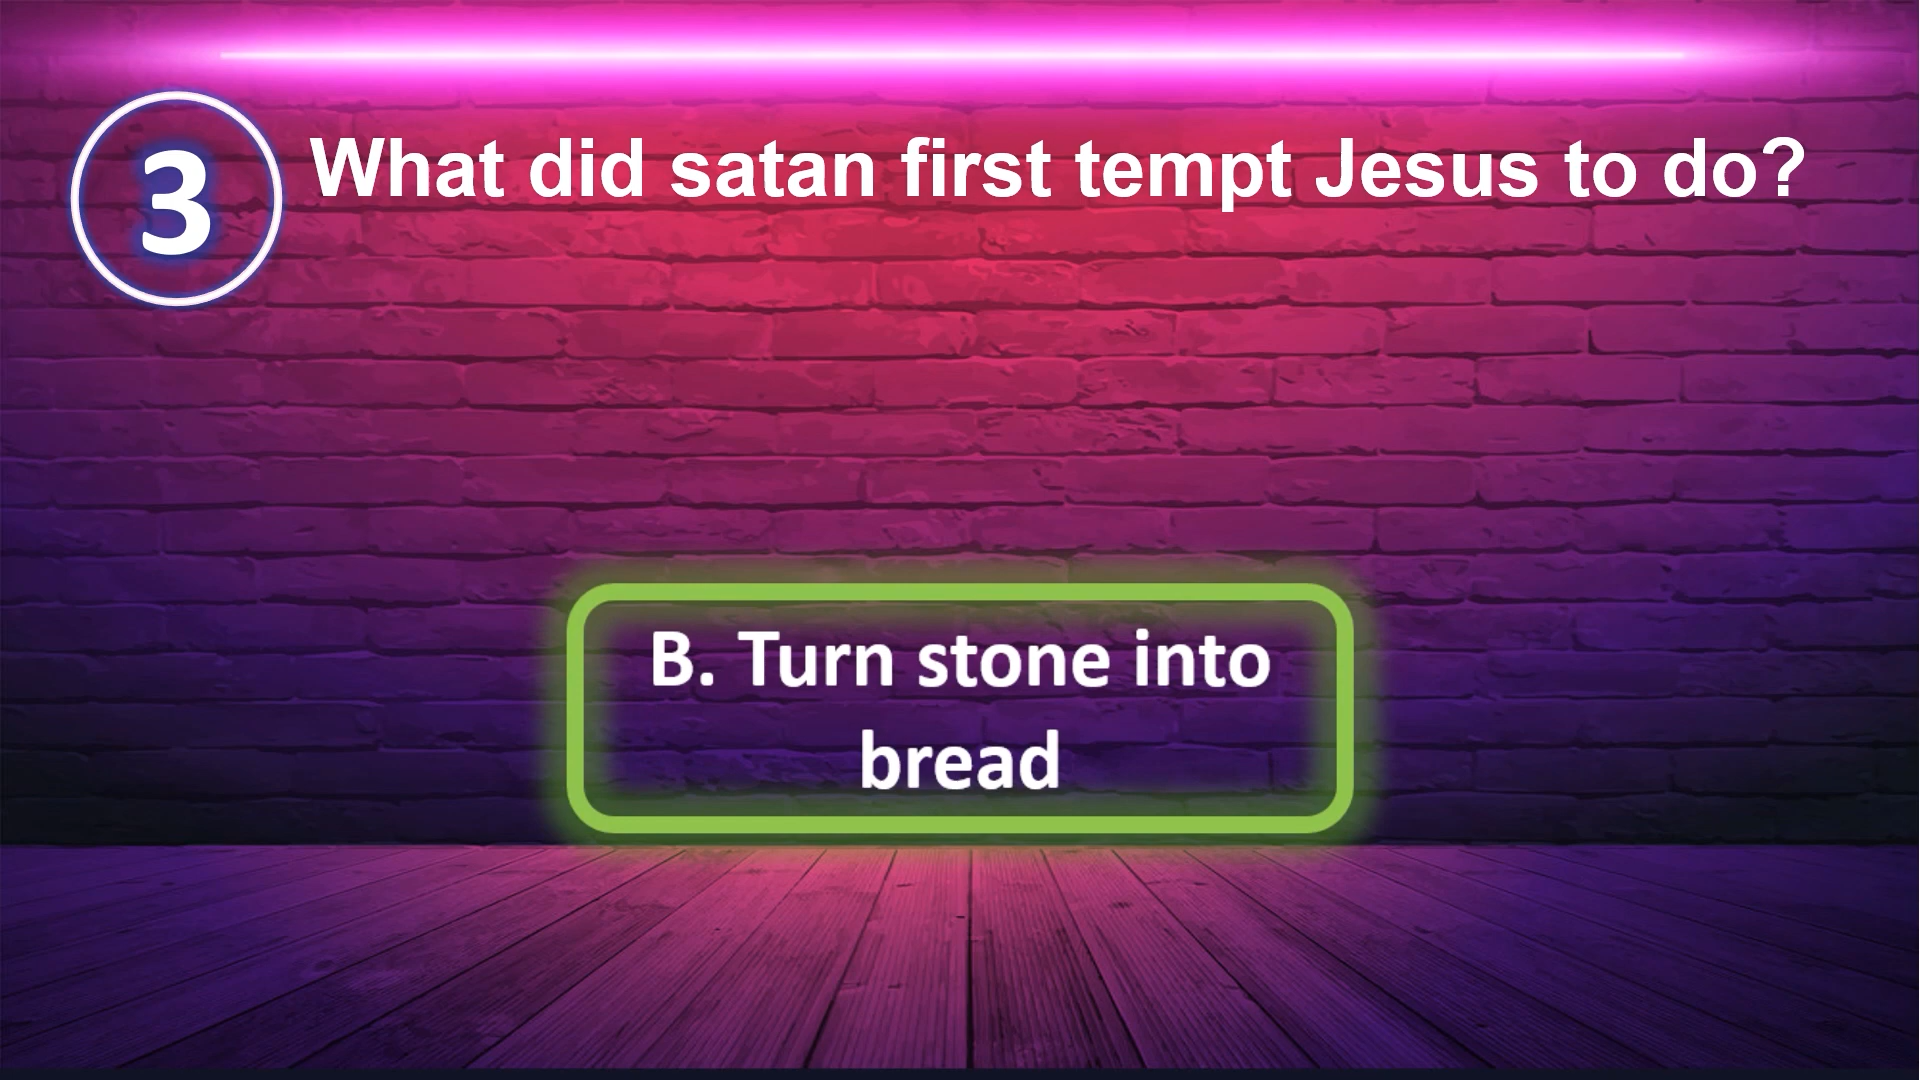 3
What did satan first tempt Jesus to do?
B. Turn stone into
bread